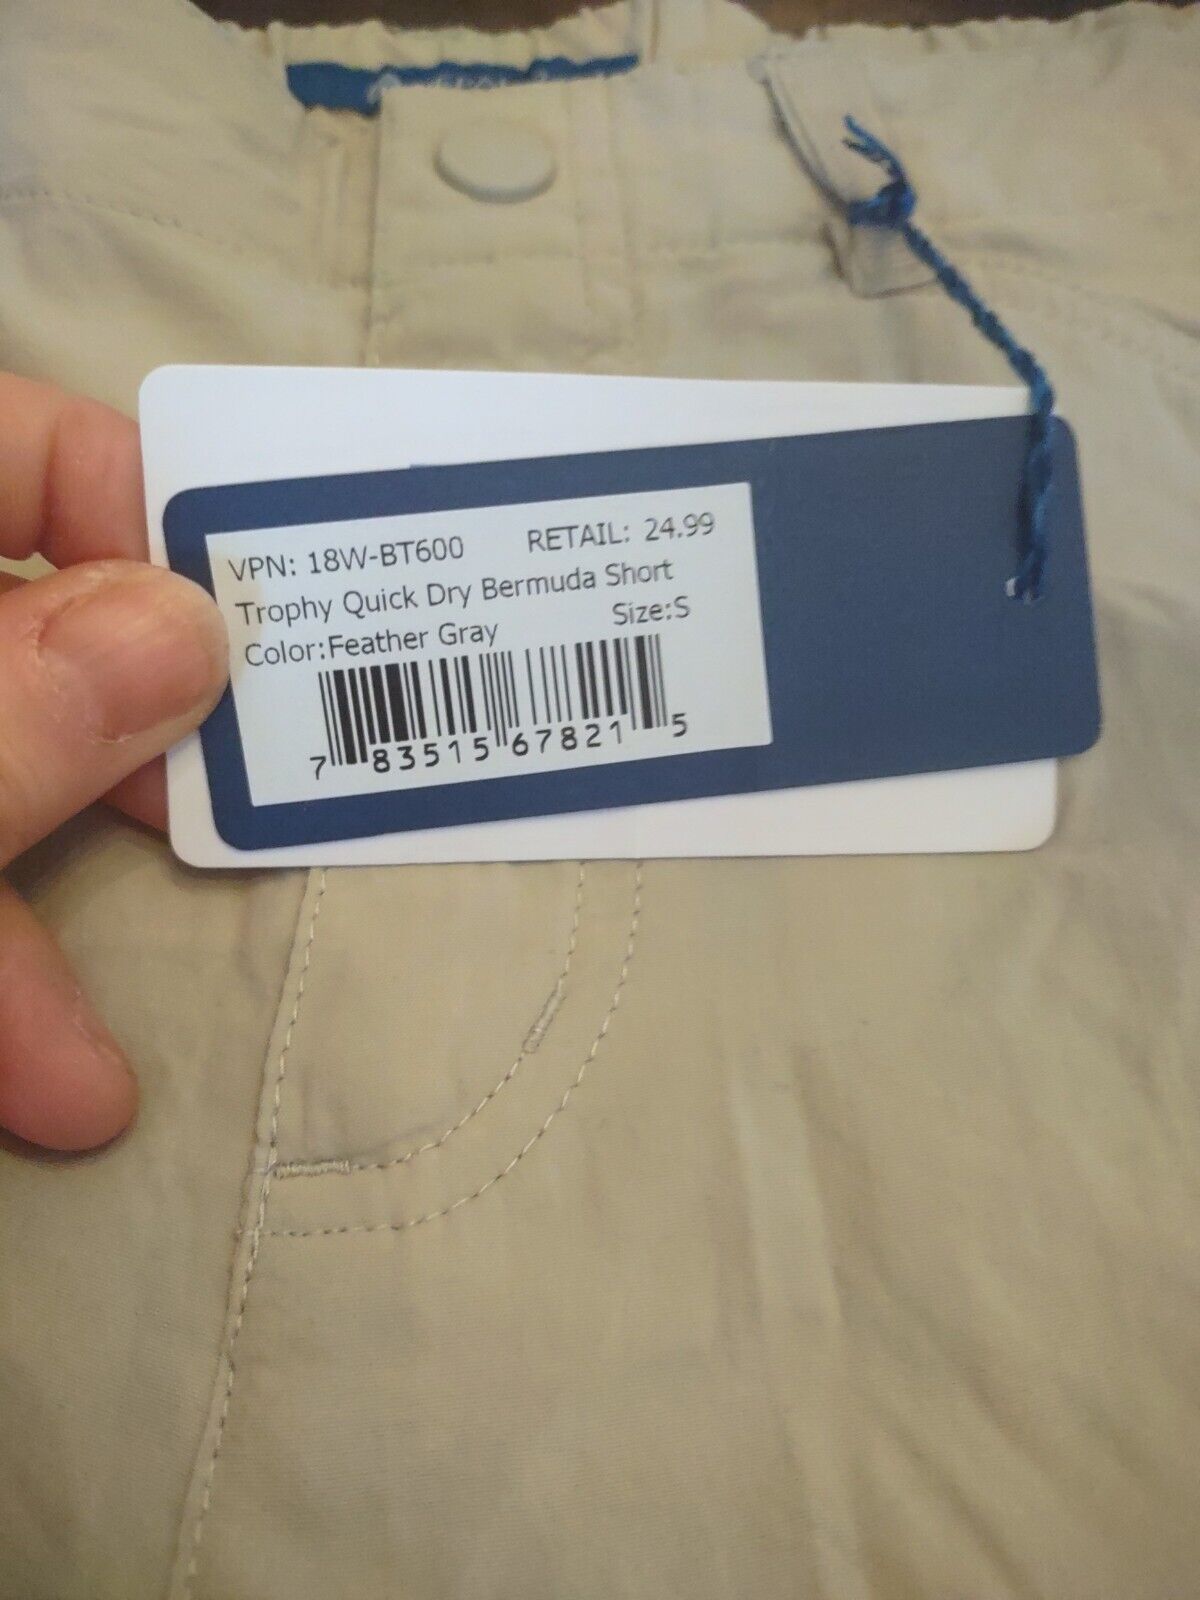 VPN: 18W-BT600 RETAIL: 24.99
Trophy Quick Dry Bermuda Short
Color:Feather Gray Size:S
7 83515 67821 5